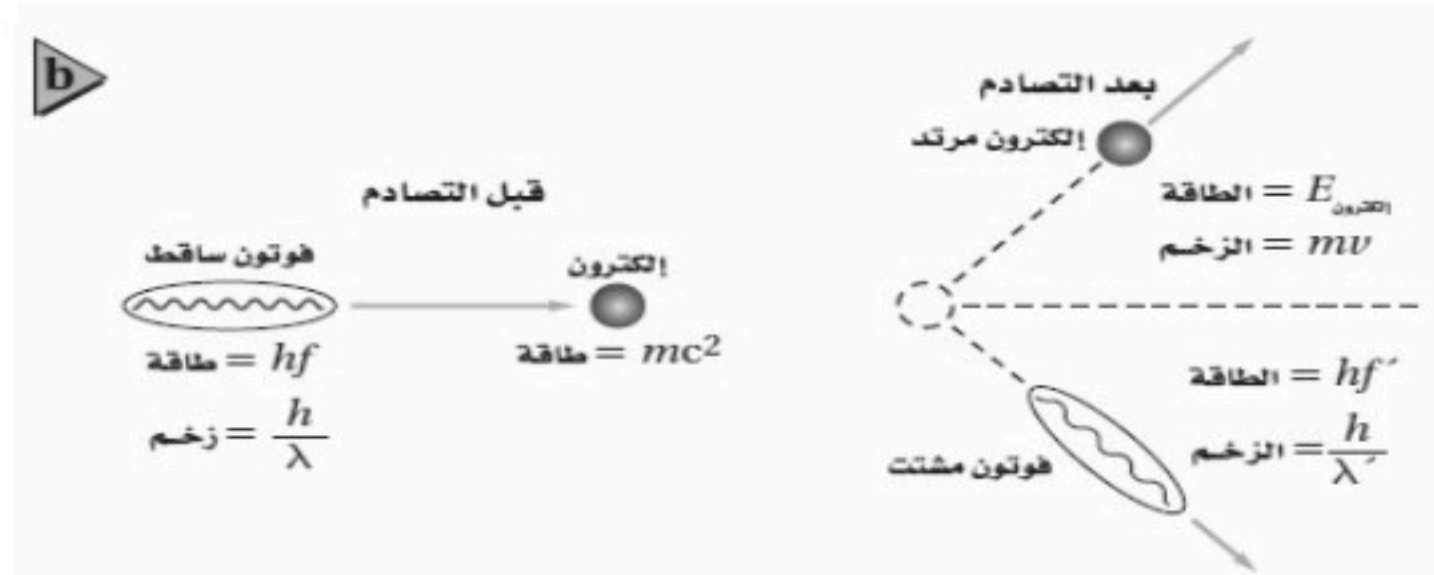 b
قبل التصادم
فوتون ساقط
إلكترون
طاقة = hf
زخم = h/λ
طاقة = mc²
بعد التصادم
إلكترون مرتد
الطاقة = E إلكترون
الزخم = mv
الطاقة = hf´
الزخم = h/λ´
فوتون مشتت